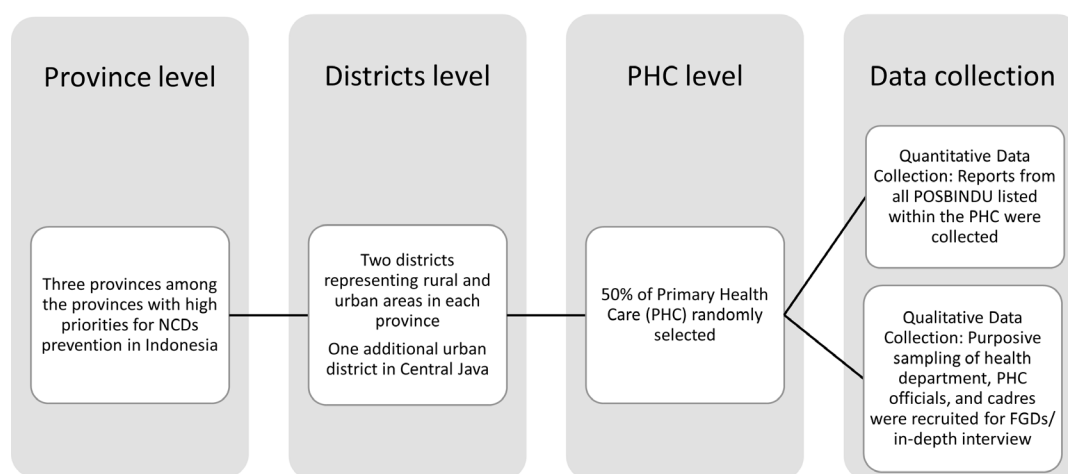 Province level
Three provinces among
the provinces with high
priorities for NCDs
prevention in Indonesia
Districts level
Two districts
representing rural and
urban areas in each
province
One additional urban
district in Central Java
PHC level
50% of Primary Health
Care (PHC) randomly
selected
Data collection
Quantitative Data
Collection: Reports from
all POSBINDU listed
within the PHC were
collected
Qualitative Data
Collection: Purposive
sampling of health
department, PHC
officials, and cadres
were recruited for FGDs/
in-depth interview